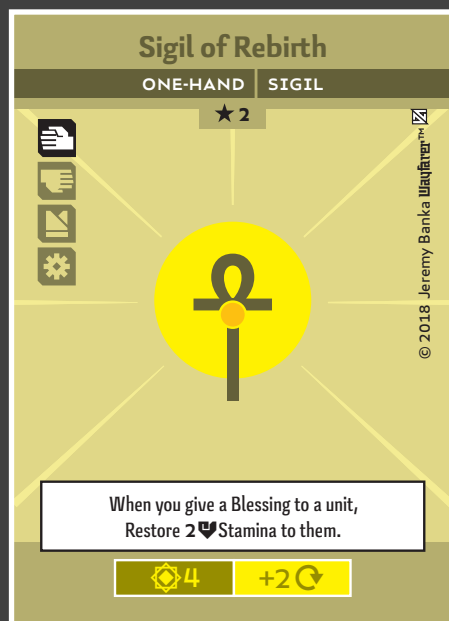 Sigil of Rebirth
ONE-HAND SIGIL
★2
© 2018 Jeremy Banka Wayfarer™
When you give a Blessing to a unit,
Restore 2 Stamina to them.
4 +2